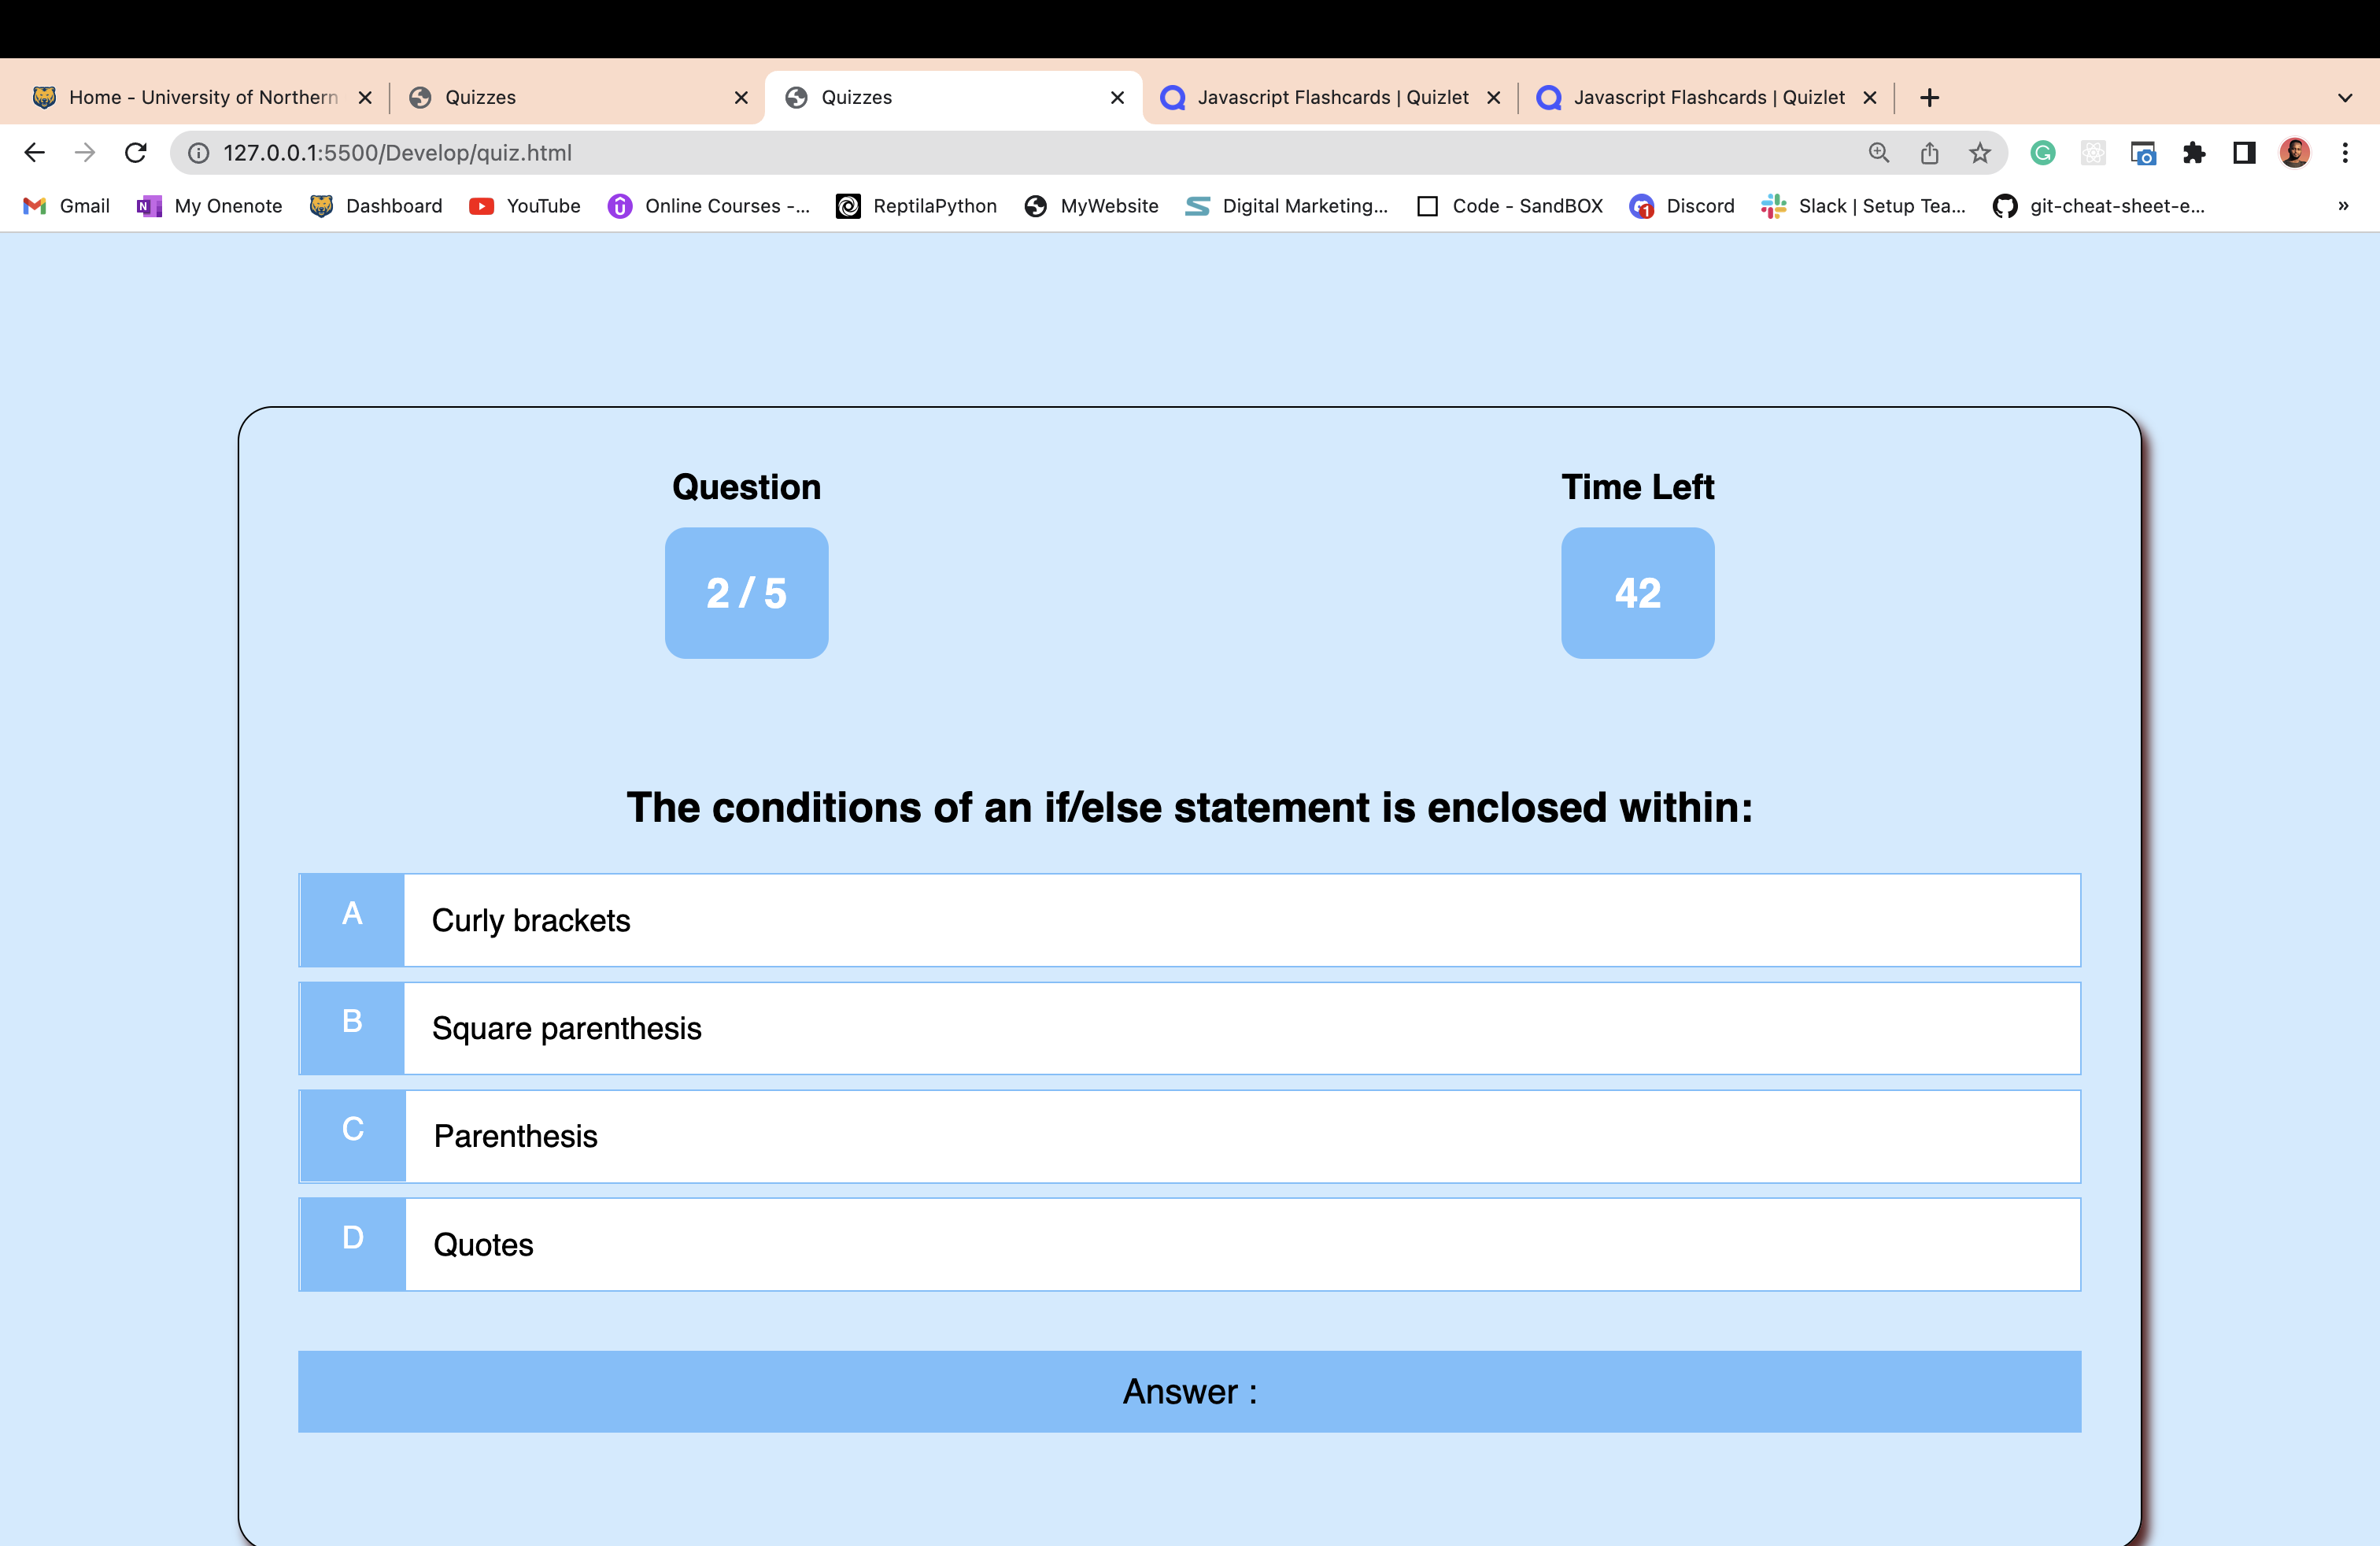 Home - University of Northern
Quizzes
Quizzes
Javascript Flashcards | Quizlet
Javascript Flashcards | Quizlet
127.0.0.1:5500/Develop/quiz.html
Gmail
My Onenote
Dashboard
YouTube
Online Courses -...
ReptilaPython
MyWebsite
Digital Marketing...
Code - SandBOX
Discord
Slack | Setup Tea...
git-cheat-sheet-e...
»
Question
Time Left
2 / 5
42
The conditions of an if/else statement is enclosed within:
A
Curly brackets
B
Square parenthesis
C
Parenthesis
D
Quotes
Answer :